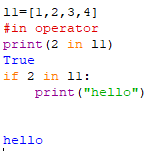 l1=[1,2,3,4]
#in operator
print(2 in l1)
True
if 2 in l1:
    print("hello")
hello